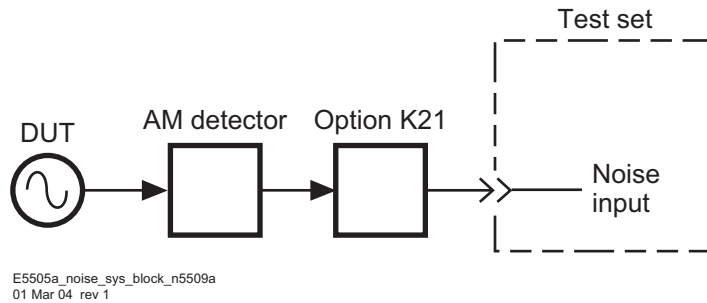 Test set
DUT
AM detector
Option K21
Noise
input
E5505a_noise_sys_block_n5509a
01 Mar 04 rev 1